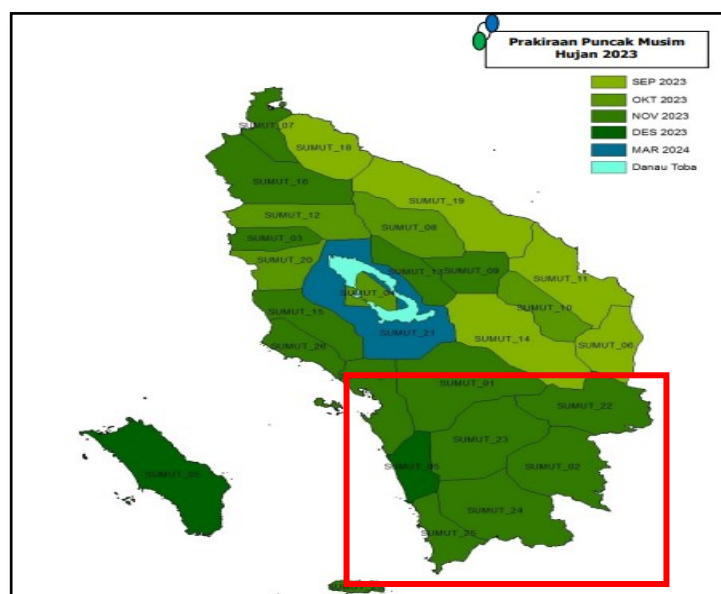 Prakiraan Puncak Musim
Hujan 2023
SEP 2023
OKT 2023
NOV 2023
DES 2023
MAR 2024
Danau Toba
SUMUT_07
SUMUT_18
SUMUT_16
SUMUT_19
SUMUT_12
SUMUT_08
SUMUT_03
SUMUT_20
SUMUT_13
SUMUT_09
SUMUT_11
SUMUT_04
SUMUT_10
SUMUT_15
SUMUT_21
SUMUT_14
SUMUT_06
SUMUT_26
SUMUT_01
SUMUT_22
SUMUT_23
SUMUT_05
SUMUT_02
SUMUT_24
SUMUT_25